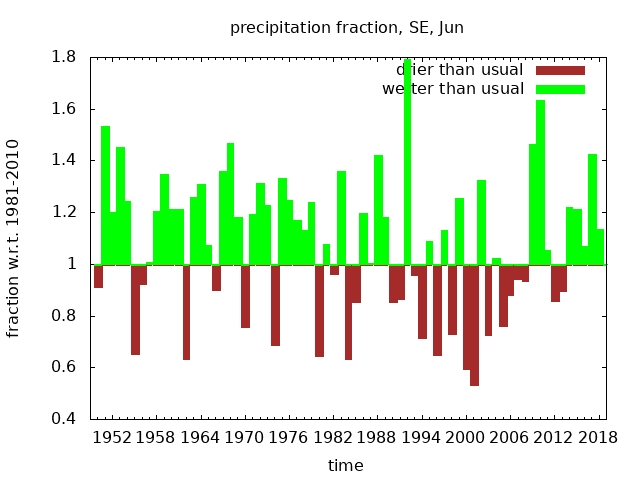 precipitation fraction, SE, Jun
drier than usual
wetter than usual
1.8
1.6
1.4
1.2
1
0.8
0.6
0.4
fraction w.r.t. 1981-2010
1952 1958 1964 1970 1976 1982 1988 1994 2000 2006 2012 2018
time